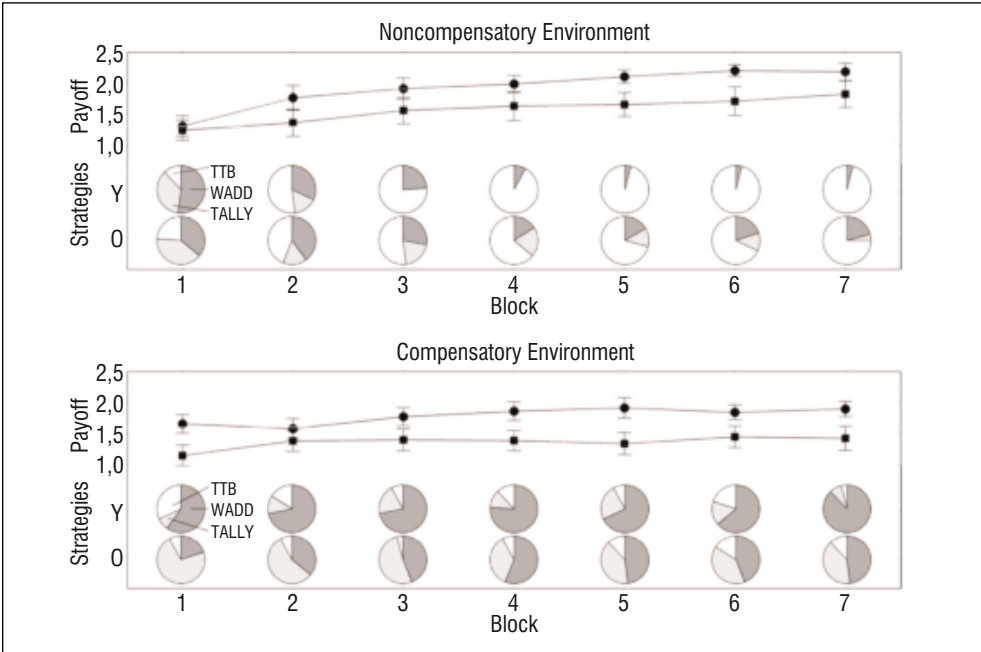 Noncompensatory Environment
2,5
2,0
1,5
1,0
Payoff
Strategies
Y
O
TTB
WADD
TALLY
1 2 3 4 5 6 7
Block
Compensatory Environment
2,5
2,0
1,5
1,0
Payoff
Strategies
Y
O
TTB
WADD
TALLY
1 2 3 4 5 6 7
Block